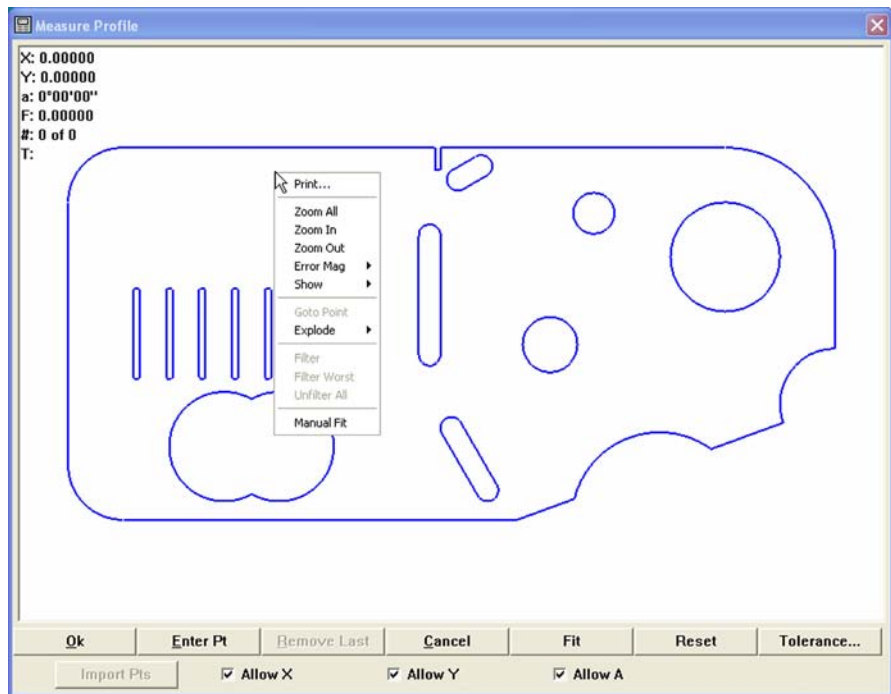 Measure Profile
X: 0.00000
Y: 0.00000
a: 0°00'00"
F: 0.00000
#: 0 of 0
T:
Print...
Zoom All
Zoom In
Zoom Out
Error Mag
Show
Goto Point
Explode
Filter
Filter Worst
Unfilter All
Manual Fit
Ok Enter Pt Remove Last Cancel Fit Reset Tolerance...
Import Pts Allow X Allow Y Allow A